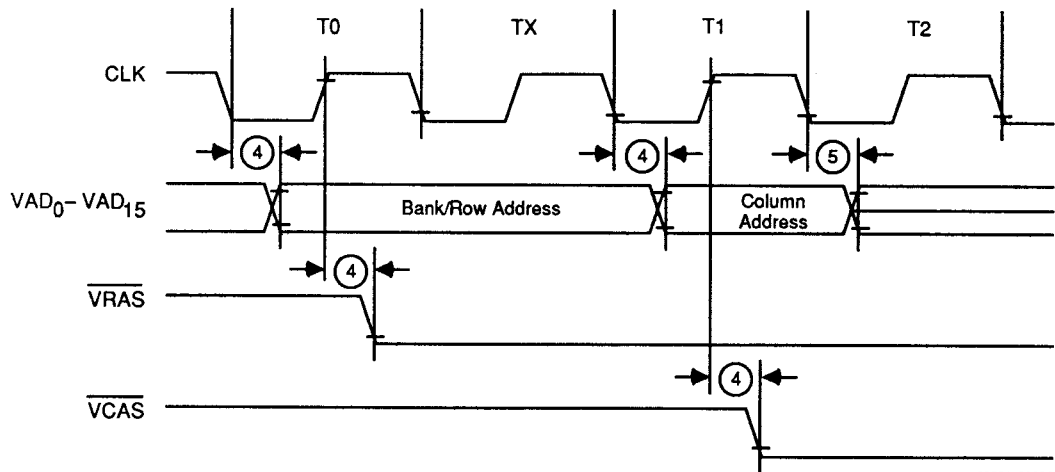 T0 TX T1 T2
CLK
4 4 5
VAD0 – VAD15 Bank/Row Address Column Address
4
VRAS
4
VCAS